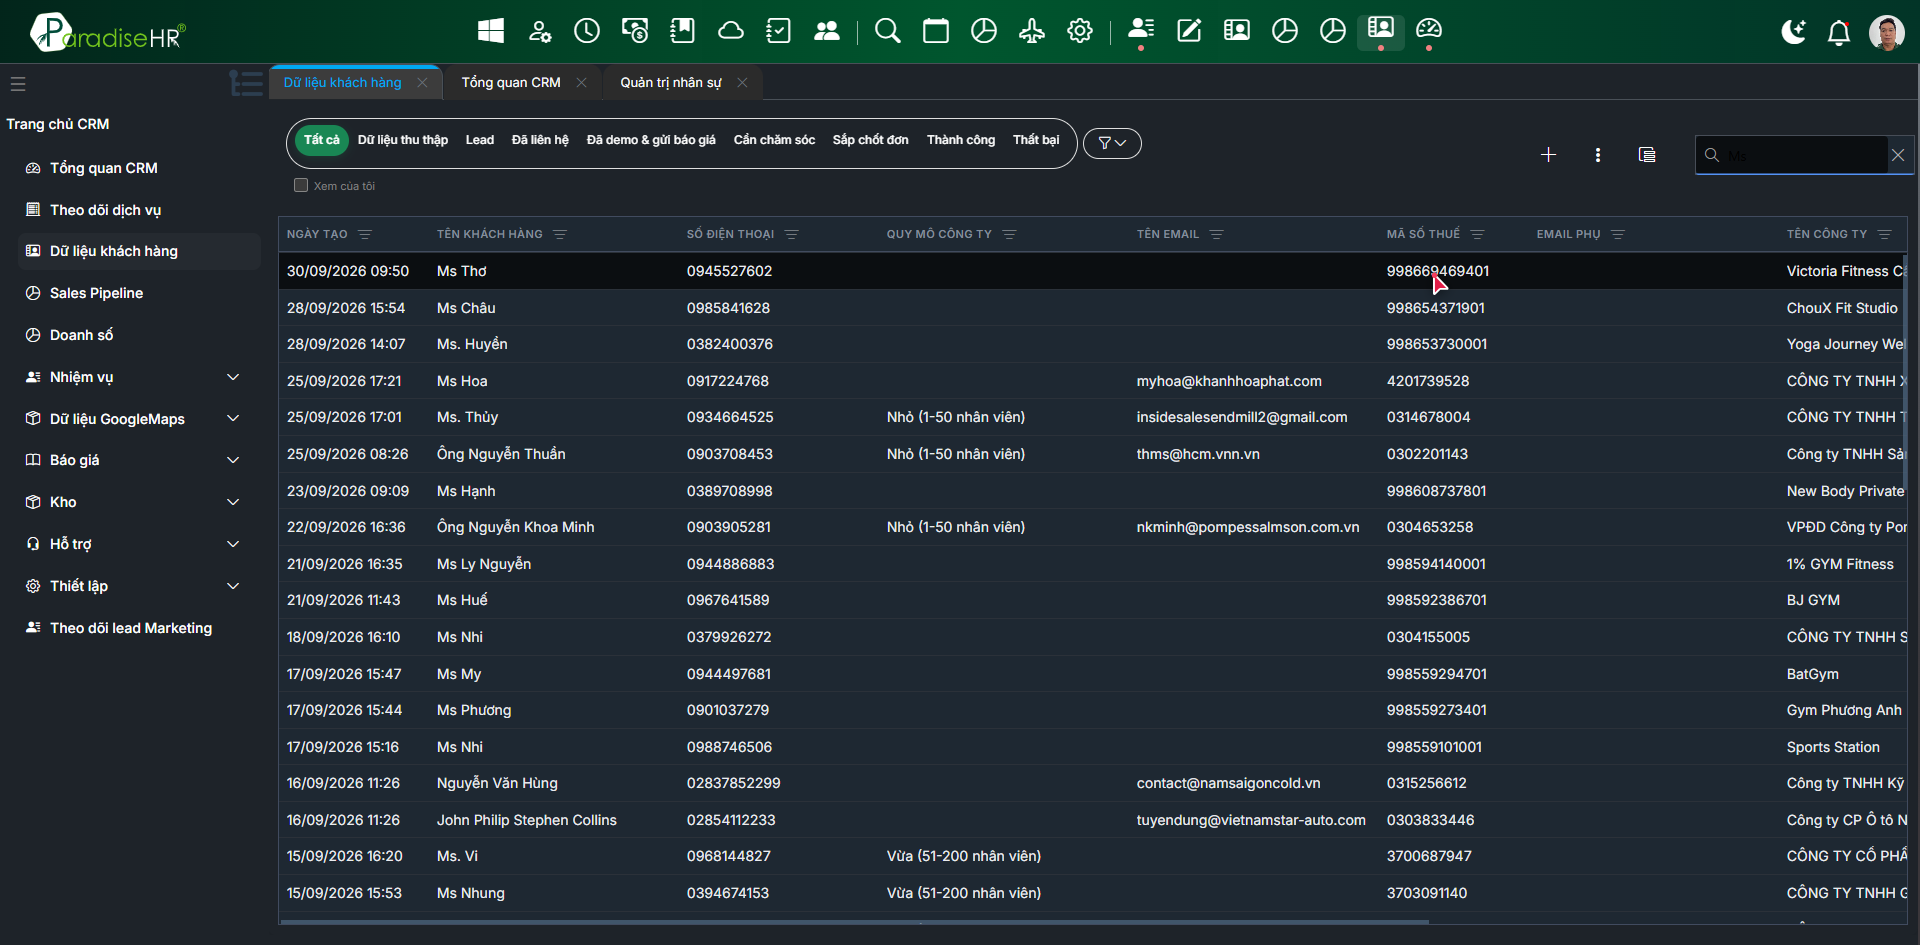 ParadiseHR®
Dữ liệu khách hàng
Tổng quan CRM
Quản trị nhân sự
Trang chủ CRM
Tổng quan CRM
Theo dõi dịch vụ
Dữ liệu khách hàng
Sales Pipeline
Doanh số
Nhiệm vụ
Dữ liệu GoogleMaps
Báo giá
Kho
Hỗ trợ
Thiết lập
Theo dõi lead Marketing
Tất cả Dữ liệu thu thập Lead Đã liên hệ Đã demo & gửi báo giá Cần chăm sóc Sắp chốt đơn Thành công Thất bại
Ms
Xem của tôi
NGÀY TẠO TÊN KHÁCH HÀNG SỐ ĐIỆN THOẠI QUY MÔ CÔNG TY TÊN EMAIL MÃ SỐ THUẾ EMAIL PHỤ TÊN CÔNG TY
30/09/2026 09:50 Ms Thơ 0945527602 998669469401 Victoria Fitness Câ
28/09/2026 15:54 Ms Châu 0985841628 998654371901 ChouX Fit Studio
28/09/2026 14:07 Ms. Huyền 0382400376 998653730001 Yoga Journey Wel
25/09/2026 17:21 Ms Hoa 0917224768 myhoa@khanhhoaphat.com 4201739528 CÔNG TY TNHH X
25/09/2026 17:01 Ms. Thủy 0934664525 Nhỏ (1-50 nhân viên) insidesalesendmill2@gmail.com 0314678004 CÔNG TY TNHH T
25/09/2026 08:26 Ông Nguyễn Thuần 0903708453 Nhỏ (1-50 nhân viên) thms@hcm.vnn.vn 0302201143 Công ty TNHH Sản
23/09/2026 09:09 Ms Hạnh 0389708998 998608737801 New Body Private
22/09/2026 16:36 Ông Nguyễn Khoa Minh 0903905281 Nhỏ (1-50 nhân viên) nkminh@pompessalmson.com.vn 0304653258 VPĐD Công ty Pom
21/09/2026 16:35 Ms Ly Nguyễn 0944886883 998594140001 1% GYM Fitness
21/09/2026 11:43 Ms Huế 0967641589 998592386701 BJ GYM
18/09/2026 16:10 Ms Nhi 0379926272 0304155005 CÔNG TY TNHH S
17/09/2026 15:47 Ms My 0944497681 998559294701 BatGym
17/09/2026 15:44 Ms Phương 0901037279 998559273401 Gym Phương Anh
17/09/2026 15:16 Ms Nhi 0988746506 998559101001 Sports Station
16/09/2026 11:26 Nguyễn Văn Hùng 02837852299 contact@namsaigoncold.vn 0315256612 Công ty TNHH Kỹ
16/09/2026 11:26 John Philip Stephen Collins 02854112233 tuyendung@vietnamstar-auto.com 0303833446 Công ty CP Ô tô N
15/09/2026 16:20 Ms. Vi 0968144827 Vừa (51-200 nhân viên) 3700687947 CÔNG TY CỔ PHẦ
15/09/2026 15:53 Ms Nhung 0394674153 Vừa (51-200 nhân viên) 3703091140 CÔNG TY TNHH G